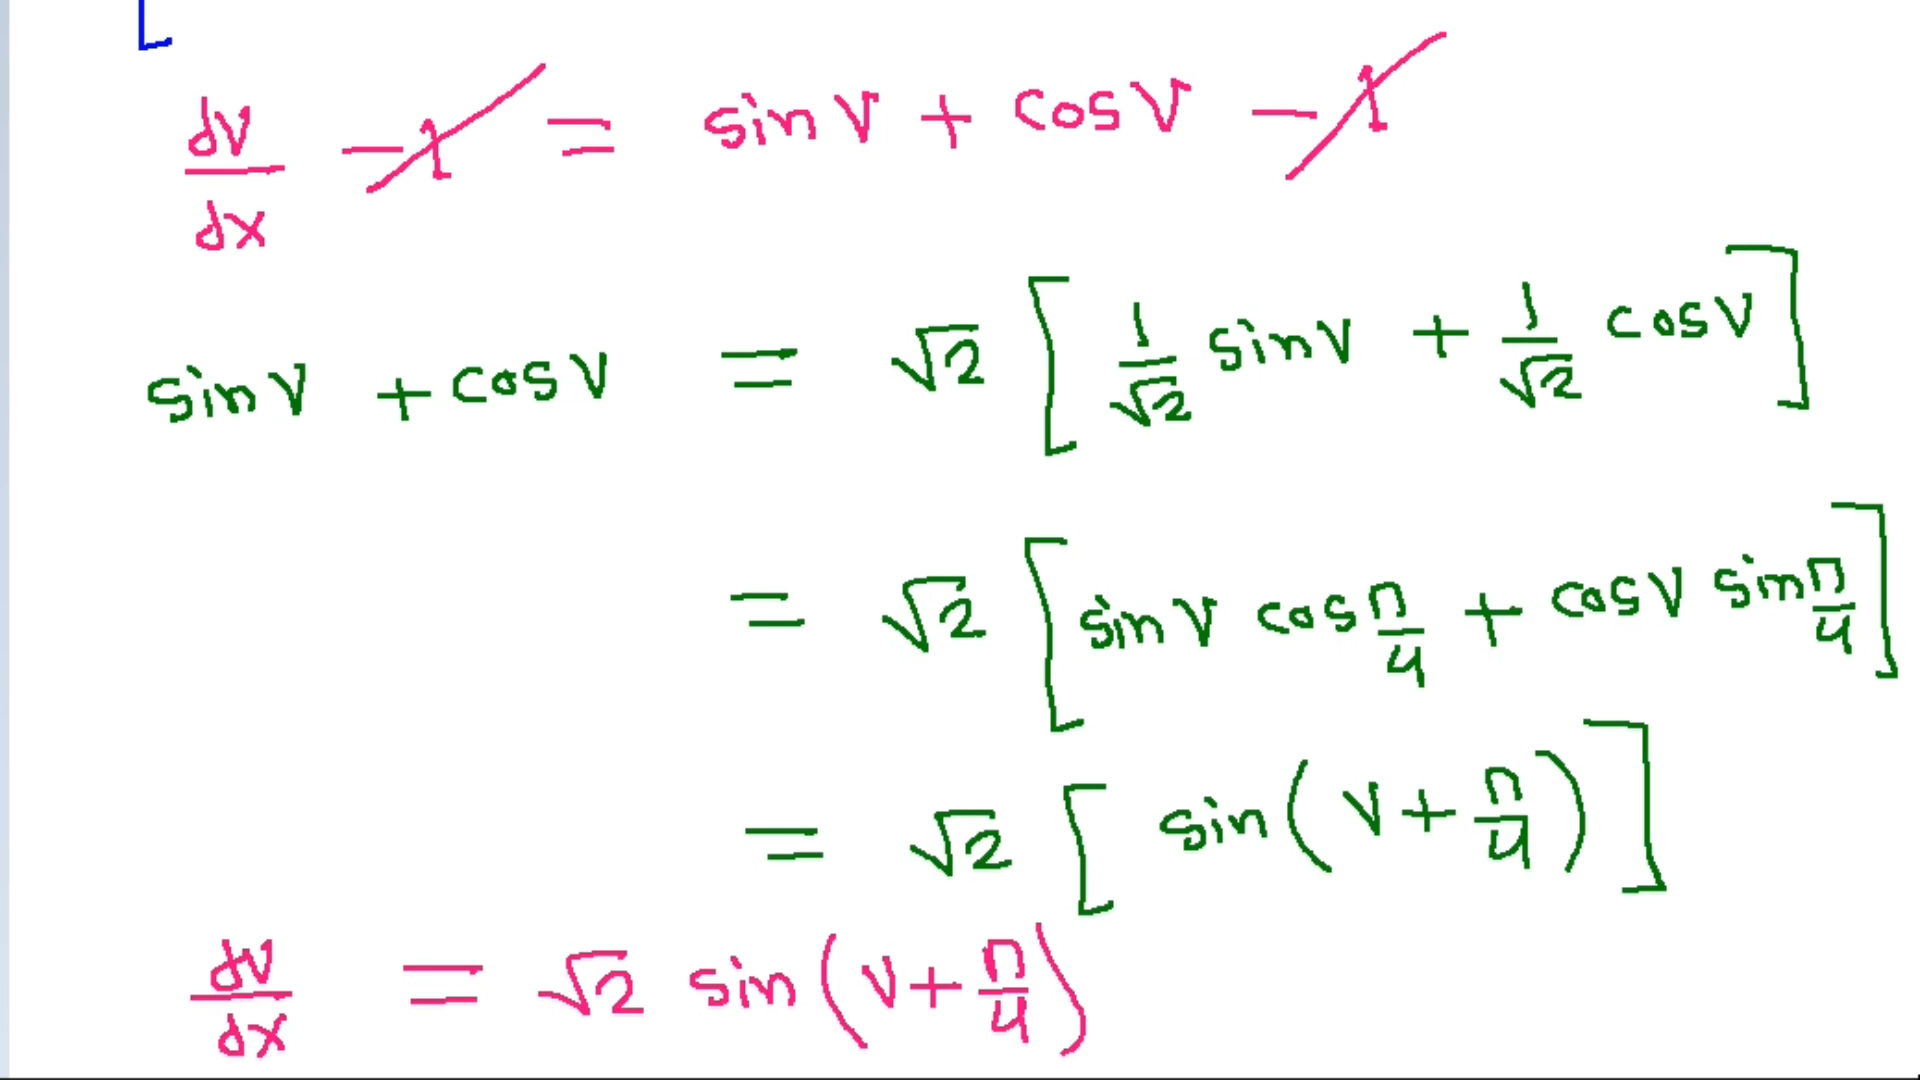 dv/dx - 1 = sin v + cos v - 1
sin v + cos v = √2 [ 1/√2 sin v + 1/√2 cos v ]
= √2 [ sin v cos π/4 + cos v sin π/4 ]
= √2 [ sin( v + π/4 ) ]
dv/dx = √2 sin( v + π/4 )